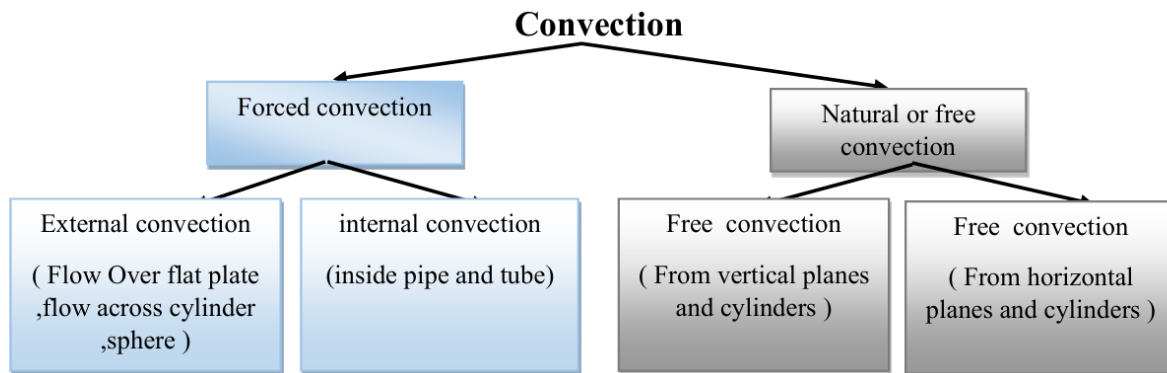 Convection
Forced convection
Natural or free
convection
External convection
( Flow Over flat plate
,flow across cylinder
,sphere )
internal convection
(inside pipe and tube)
Free convection
( From vertical planes
and cylinders )
Free convection
( From horizontal
planes and cylinders )